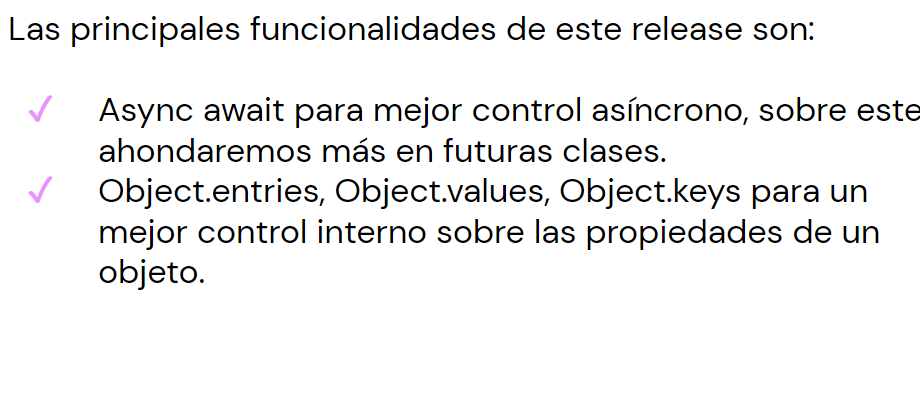 Las principales funcionalidades de este release son:
✓ Async await para mejor control asíncrono, sobre este
ahondaremos más en futuras clases.
✓ Object.entries, Object.values, Object.keys para un
mejor control interno sobre las propiedades de un
objeto.